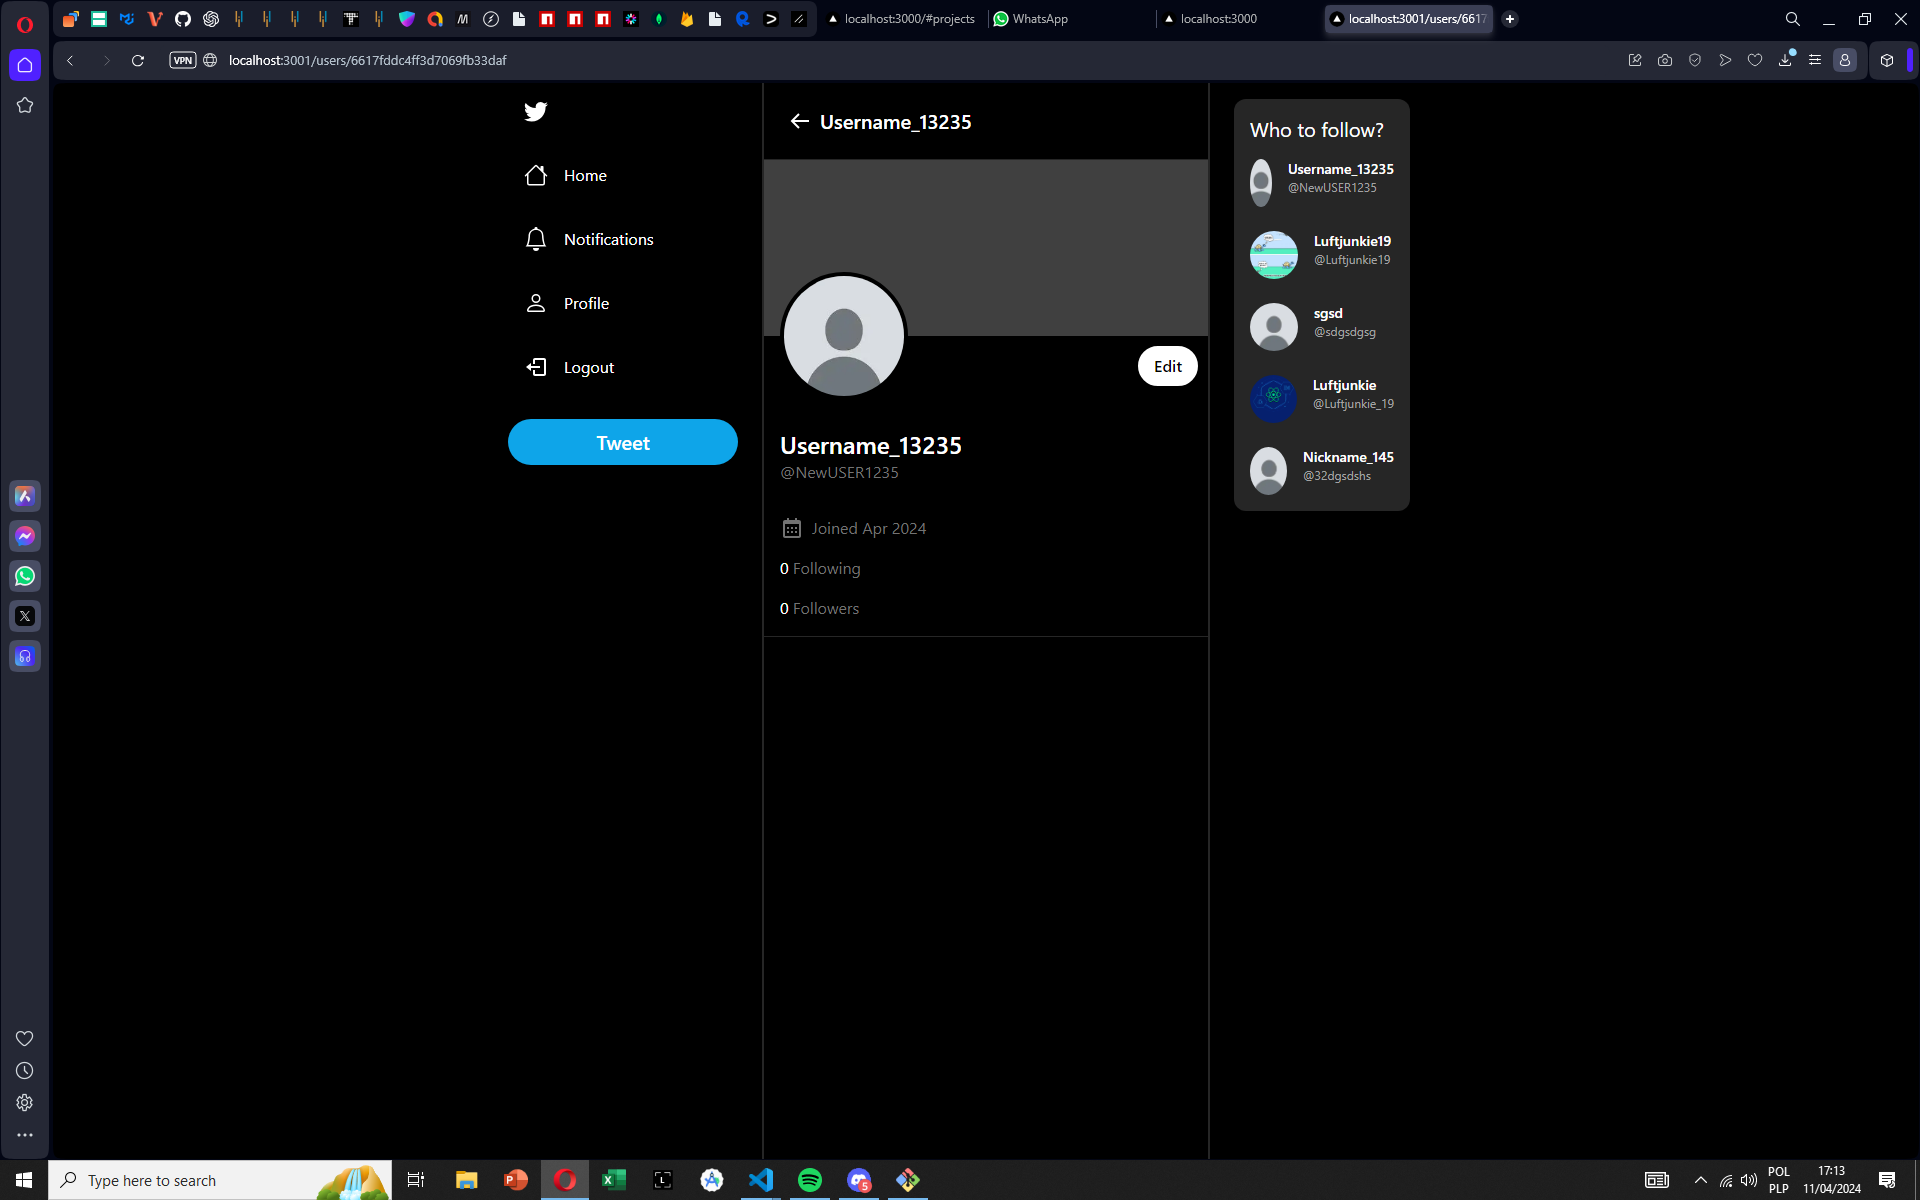 localhost:3000/#projects
WhatsApp
localhost:3000
localhost:3001/users/6617
VPN
localhost:3001/users/6617fddc4ff3d7069fb33daf
Home
Notifications
Profile
Logout
Tweet
Username_13235
Edit
Username_13235
@NewUSER1235
Joined Apr 2024
0 Following
0 Followers
Who to follow?
Username_13235
@NewUSER1235
Luftjunkie19
@Luftjunkie19
sgsd
@sdgsdgsg
Luftjunkie
@Luftjunkie_19
Nickname_145
@32dgsdshs
Type here to search
5
POL
PLP
17:13
11/04/2024